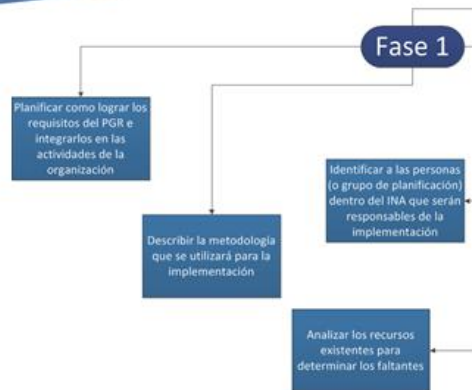 Fase 1
Planificar como lograr los
requisitos del PGR e
integrarlos en las
actividades de la
organización
Identificar a las personas
(o grupo de planificación)
dentro del INA que serán
responsables de la
implementación
Describir la metodología
que se utilizará para la
implementación
Analizar los recursos
existentes para
determinar los faltantes